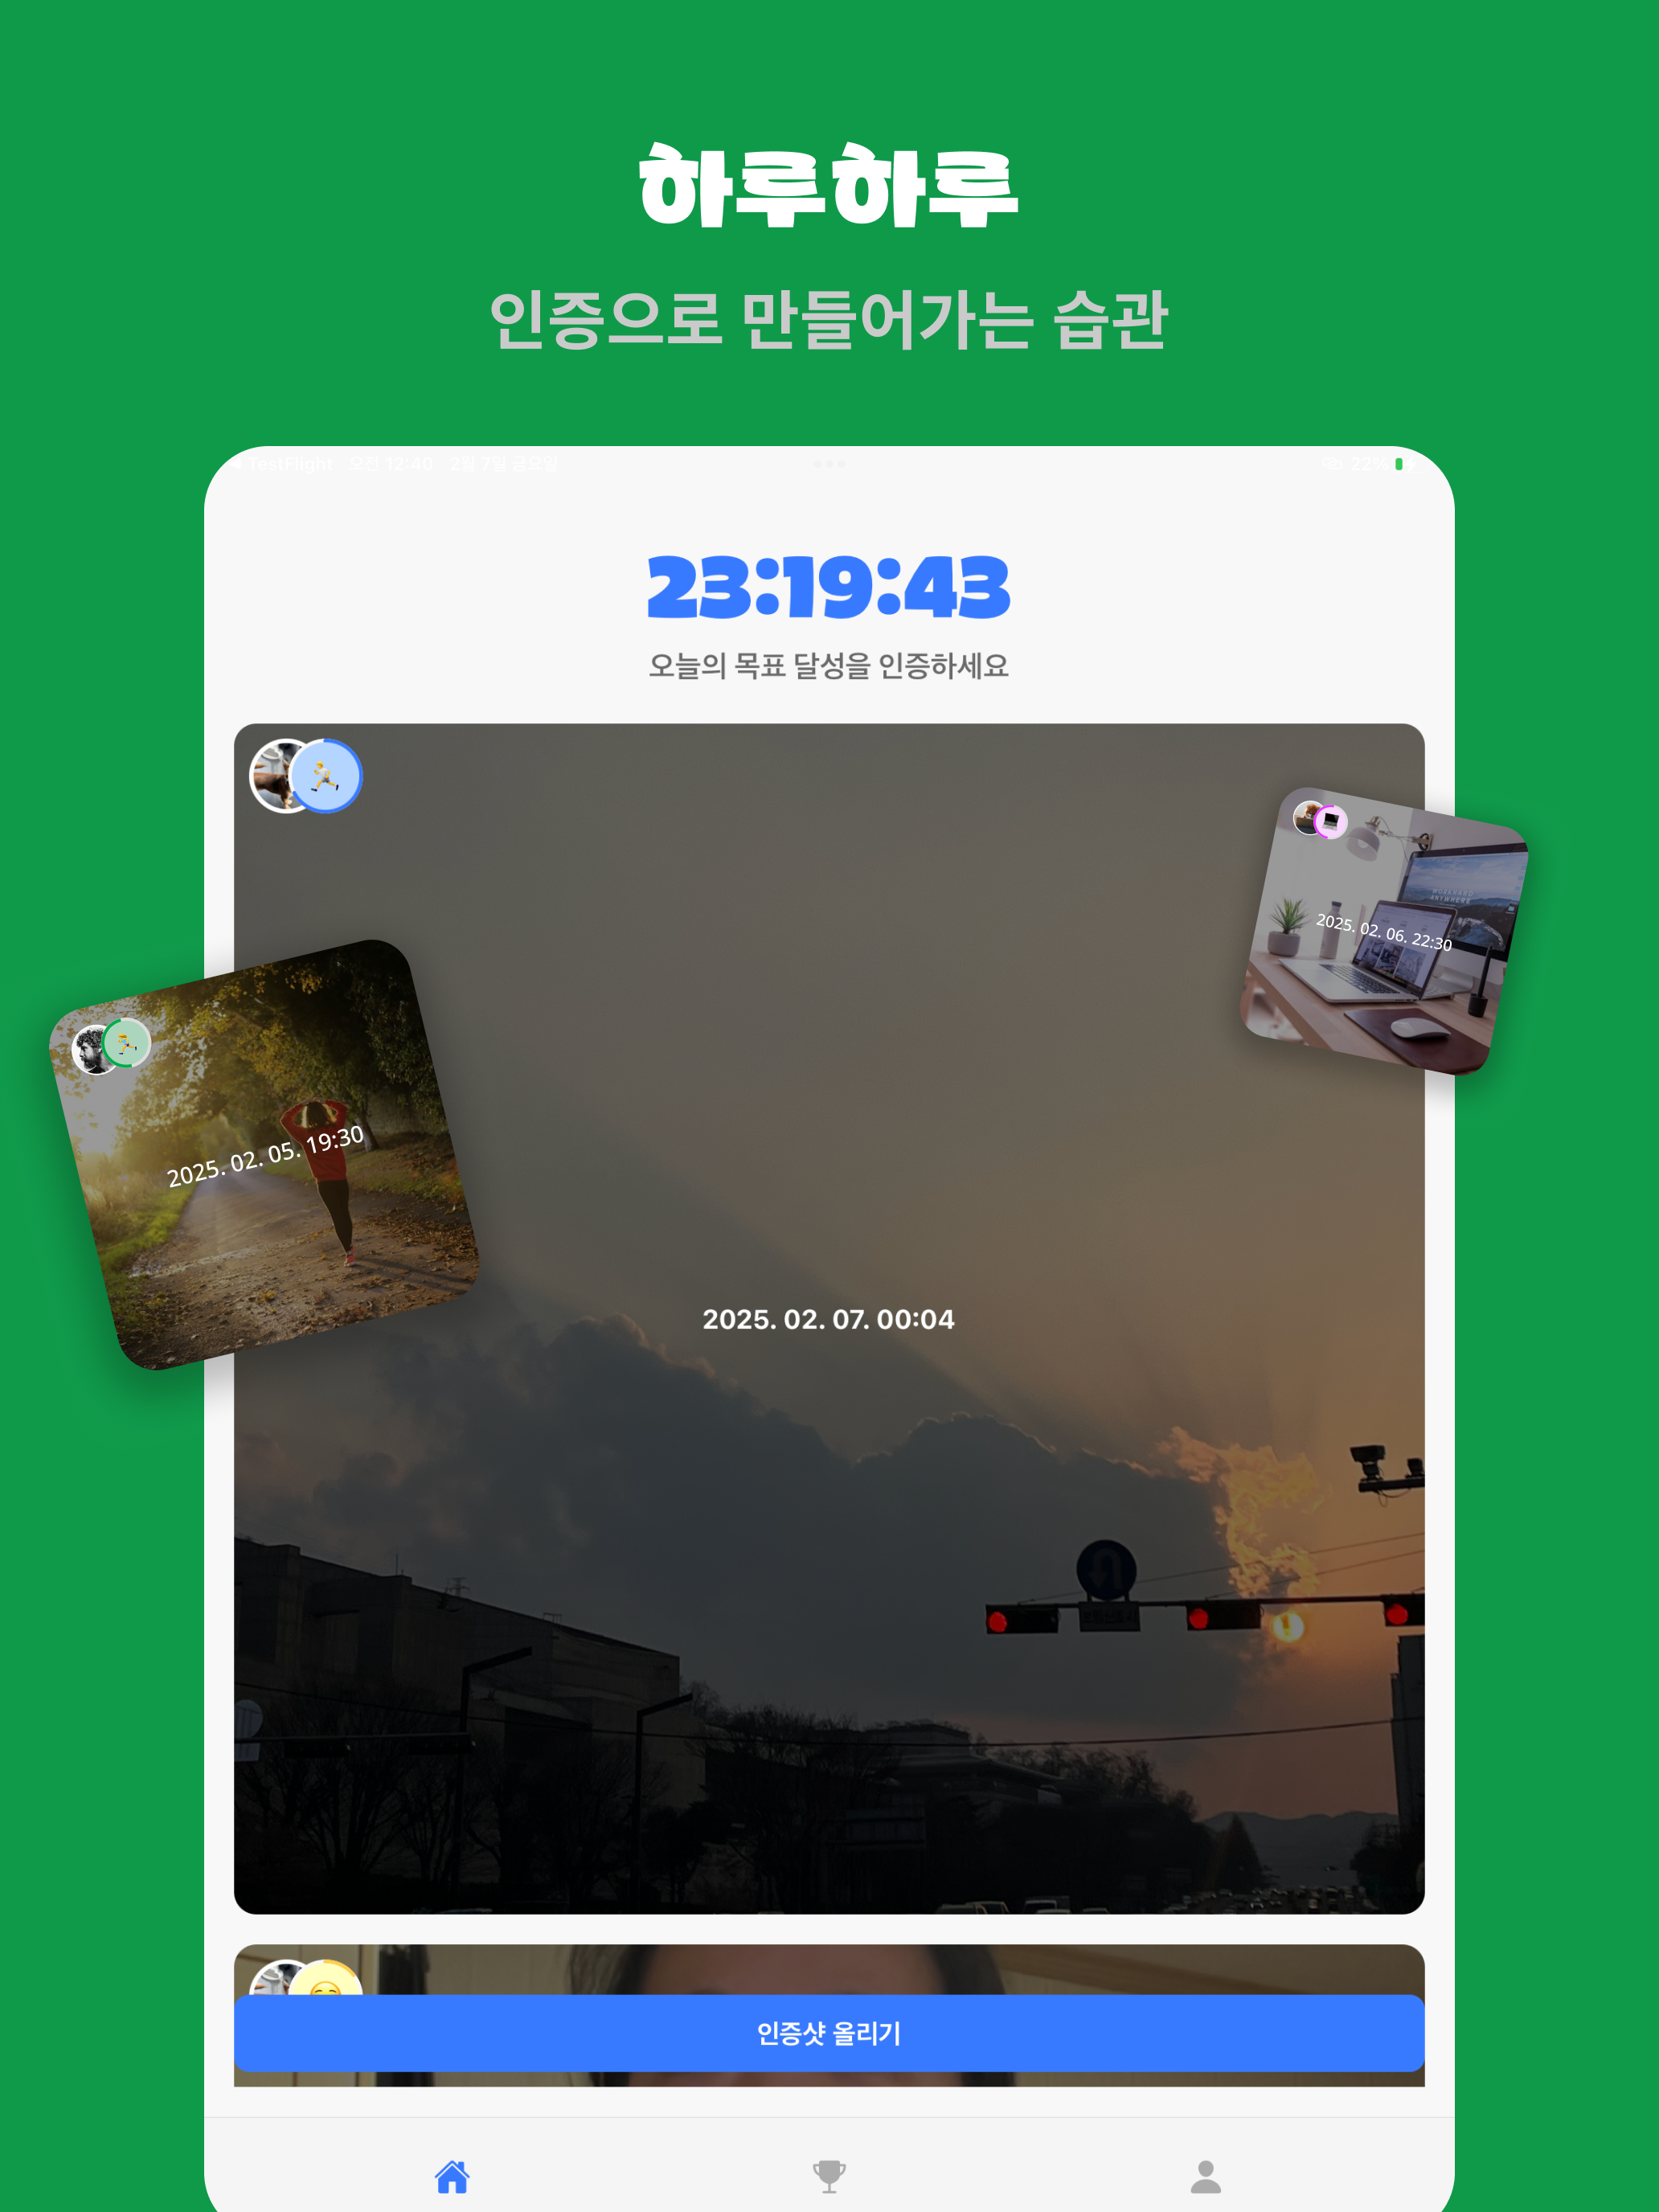 하루하루
인증으로 만들어가는 습관
TestFlight 오전 12:40 2월 7일 금요일
22%
23:19:43
오늘의 목표 달성을 인증하세요
2025. 02. 06. 22:30
2025. 02. 05. 19:30
2025. 02. 07. 00:04
인증샷 올리기